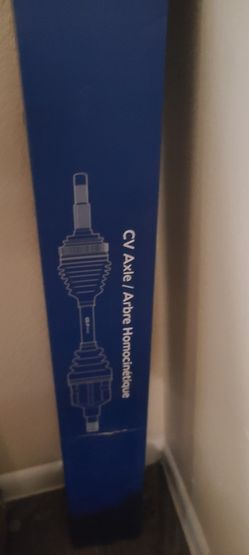 CV Axle / Arbre Homocinétique